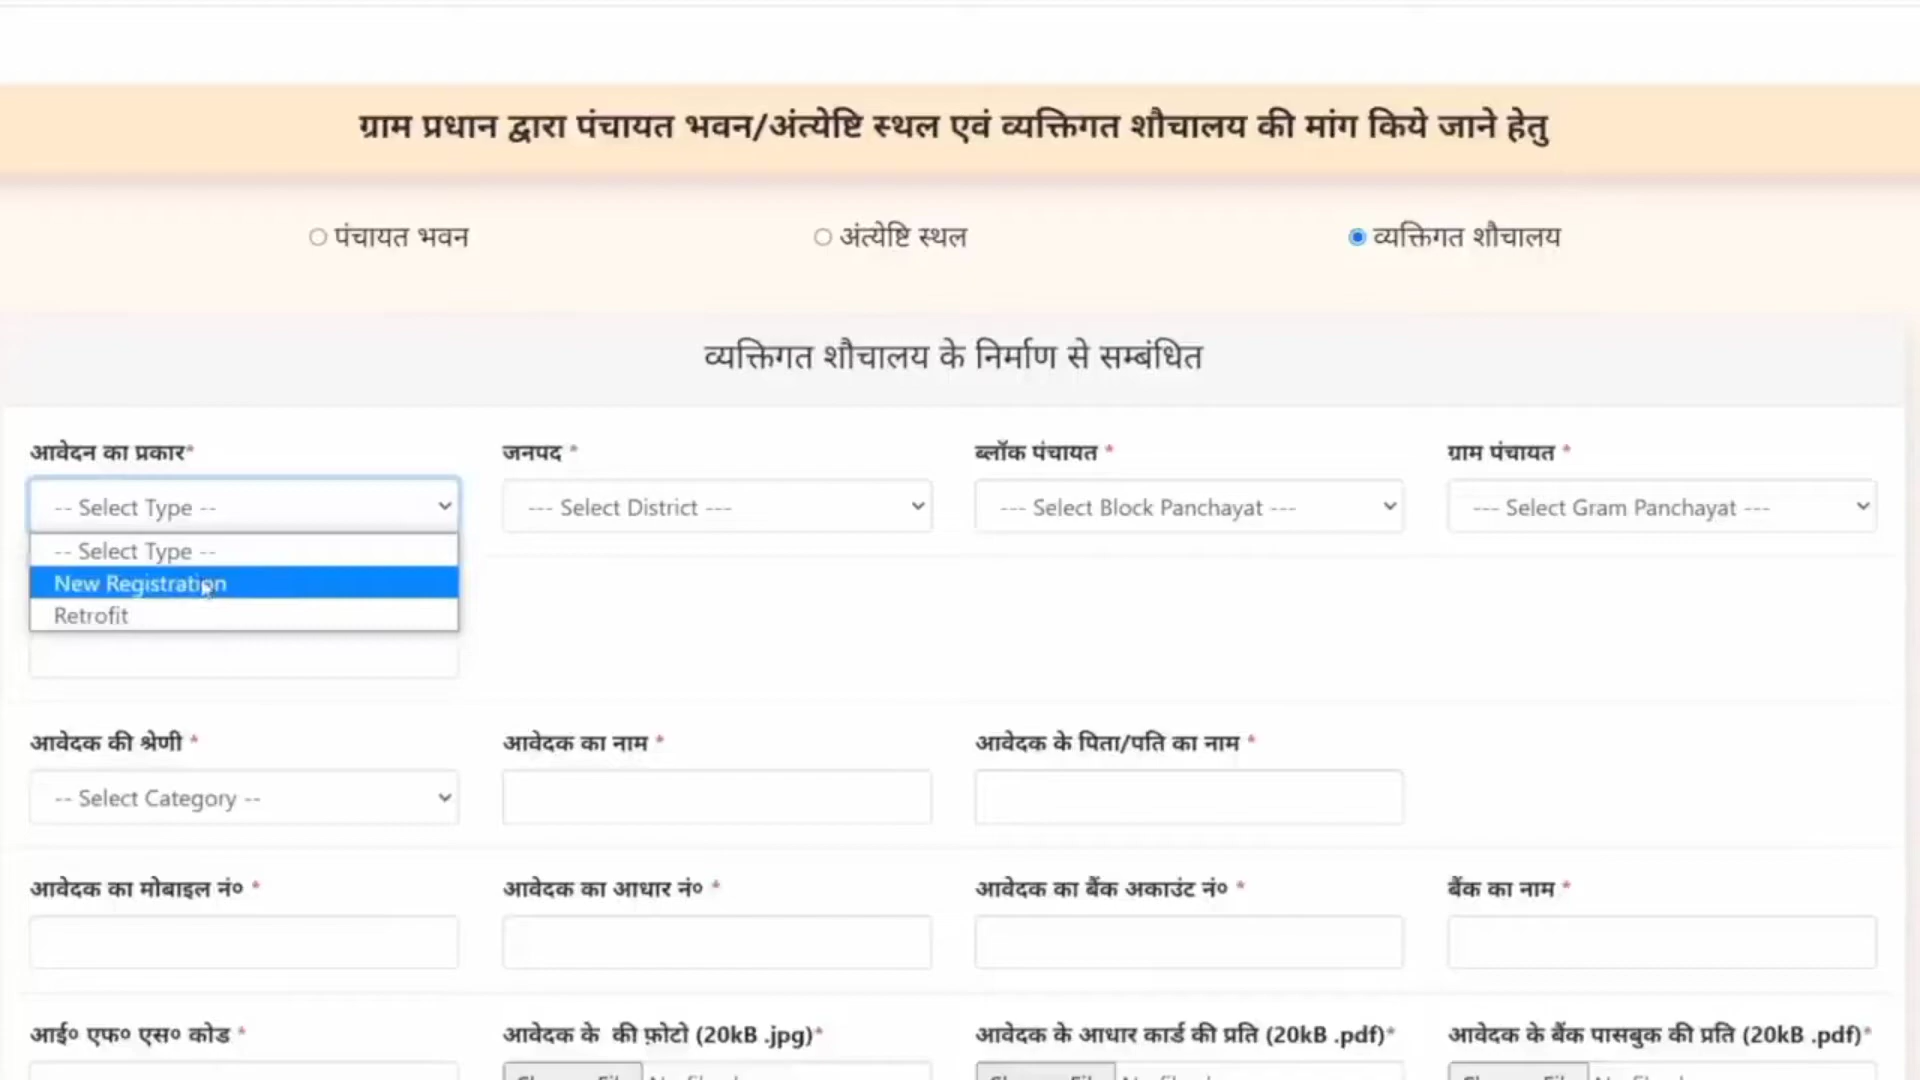 ग्राम प्रधान द्वारा पंचायत भवन/अंत्येष्टि स्थल एवं व्यक्तिगत शौचालय की मांग किये जाने हेतु
पंचायत भवन
अंत्येष्टि स्थल
व्यक्तिगत शौचालय
व्यक्तिगत शौचालय के निर्माण से सम्बंधित
आवेदन का प्रकार*
जनपद *
ब्लॉक पंचायत *
ग्राम पंचायत *
-- Select Type --
--- Select District ---
--- Select Block Panchayat ---
--- Select Gram Panchayat ---
-- Select Type --
New Registration
Retrofit
आवेदक की श्रेणी *
आवेदक का नाम *
आवेदक के पिता/पति का नाम *
-- Select Category --
आवेदक का मोबाइल नं० *
आवेदक का आधार नं० *
आवेदक का बैंक अकाउंट नं० *
बैंक का नाम *
आई० एफ० एस० कोड *
आवेदक के की फ़ोटो (20kB .jpg)*
आवेदक के आधार कार्ड की प्रति (20kB .pdf)*
आवेदक के बैंक पासबुक की प्रति (20kB .pdf)*